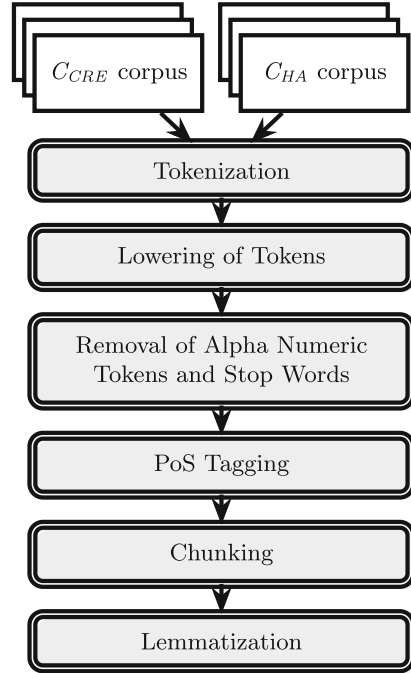 C_CRE corpus
C_HA corpus
Tokenization
Lowering of Tokens
Removal of Alpha Numeric
Tokens and Stop Words
PoS Tagging
Chunking
Lemmatization